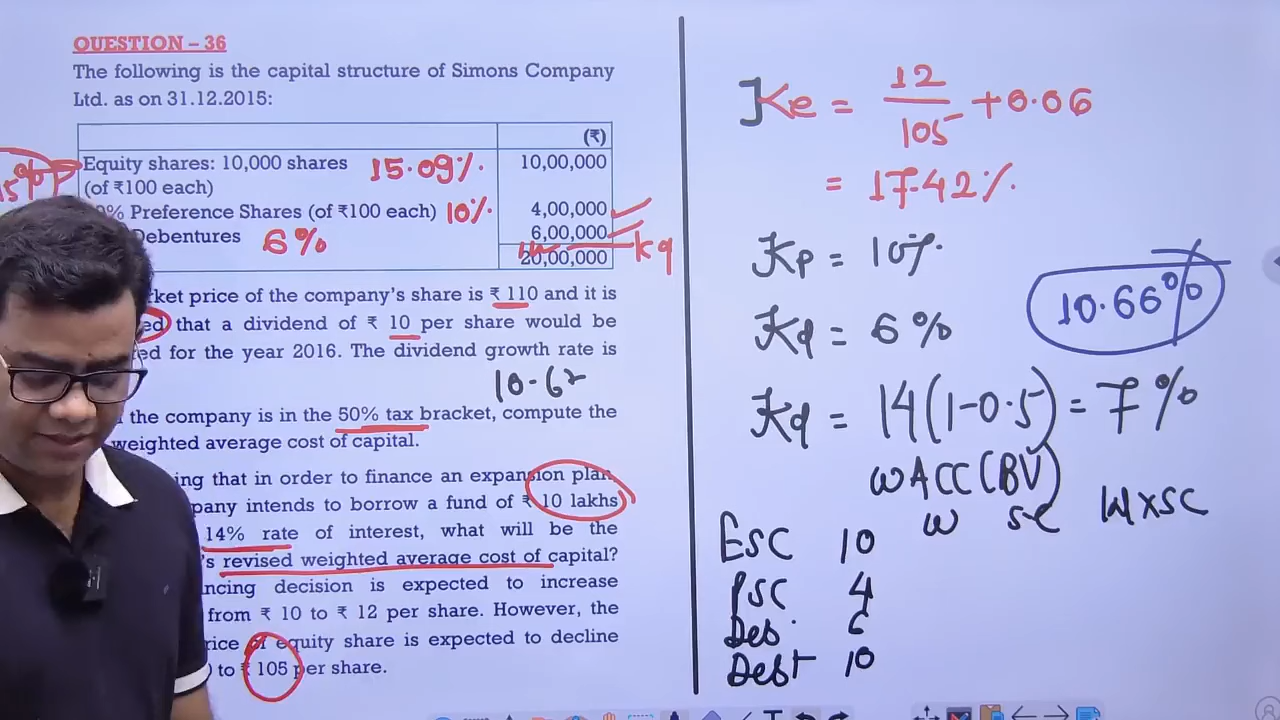 QUESTION – 36
The following is the capital structure of Simons Company
Ltd. as on 31.12.2015:
(₹)
Equity shares: 10,000 shares 15.09%. 10,00,000
(of ₹100 each)
% Preference Shares (of ₹100 each) 10%. 4,00,000
Debentures 6% 6,00,000
20,00,000 Kd
rket price of the company's share is ₹ 110 and it is
ed that a dividend of ₹ 10 per share would be
ed for the year 2016. The dividend growth rate is
10.62
the company is in the 50% tax bracket, compute the
weighted average cost of capital.
ing that in order to finance an expansion plan,
pany intends to borrow a fund of ₹ 10 lakhs
14% rate of interest, what will be the
's revised weighted average cost of capital?
ncing decision is expected to increase
from ₹ 10 to ₹ 12 per share. However, the
rice of equity share is expected to decline
) to ₹ 105 per share.
Ke = 12/105 + 0.06
= 17.42%.
Kp = 10%.
10.66%
Kd = 6%
Kd = 14(1-0.5) = 7%
WACC (BV)
W SC WxSC
ESC 10
PSC 4
Deb. 6
Debt 10